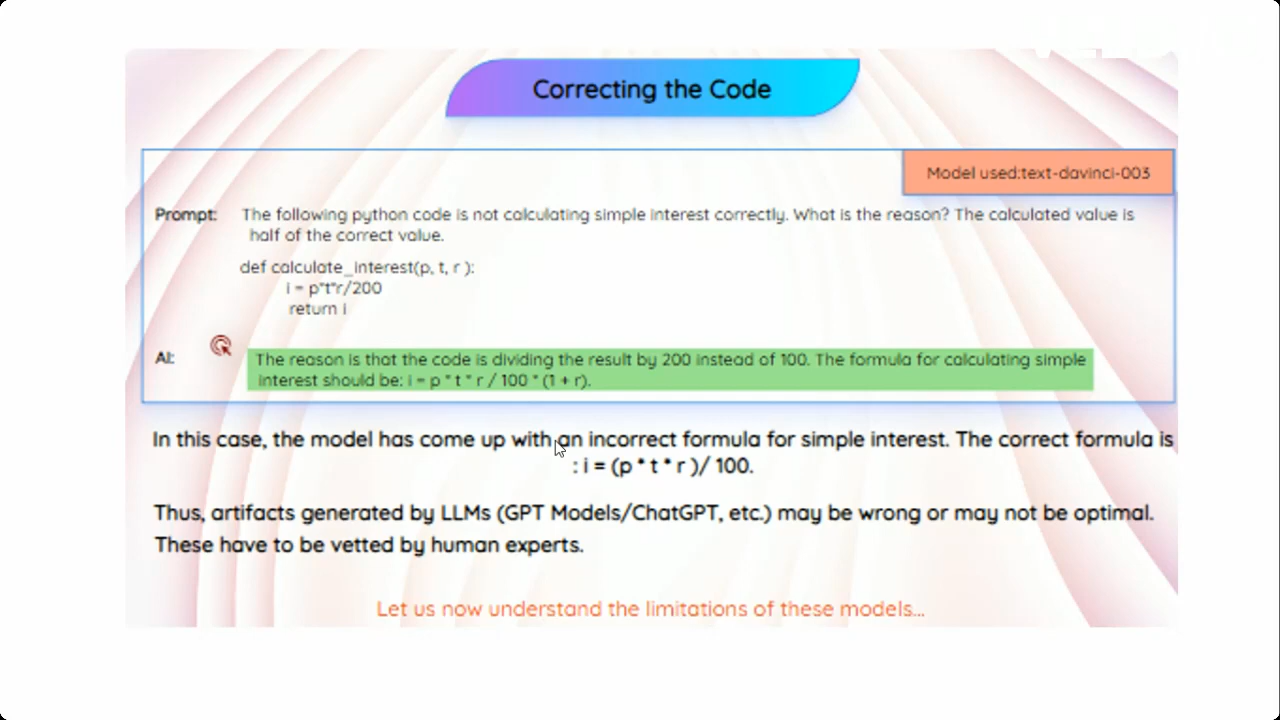 Correcting the Code
Model used:text-davinci-003
Prompt: The following python code is not calculating simple interest correctly. What is the reason? The calculated value is
half of the correct value.
def calculate_interest(p, t, r ):
i = p*t*r/200
return i
AI: The reason is that the code is dividing the result by 200 instead of 100. The formula for calculating simple
interest should be: i = p * t * r / 100 * (1 + r).
In this case, the model has come up with an incorrect formula for simple interest. The correct formula is
: i = (p * t * r )/ 100.
Thus, artifacts generated by LLMs (GPT Models/ChatGPT, etc.) may be wrong or may not be optimal.
These have to be vetted by human experts.
Let us now understand the limitations of these models...